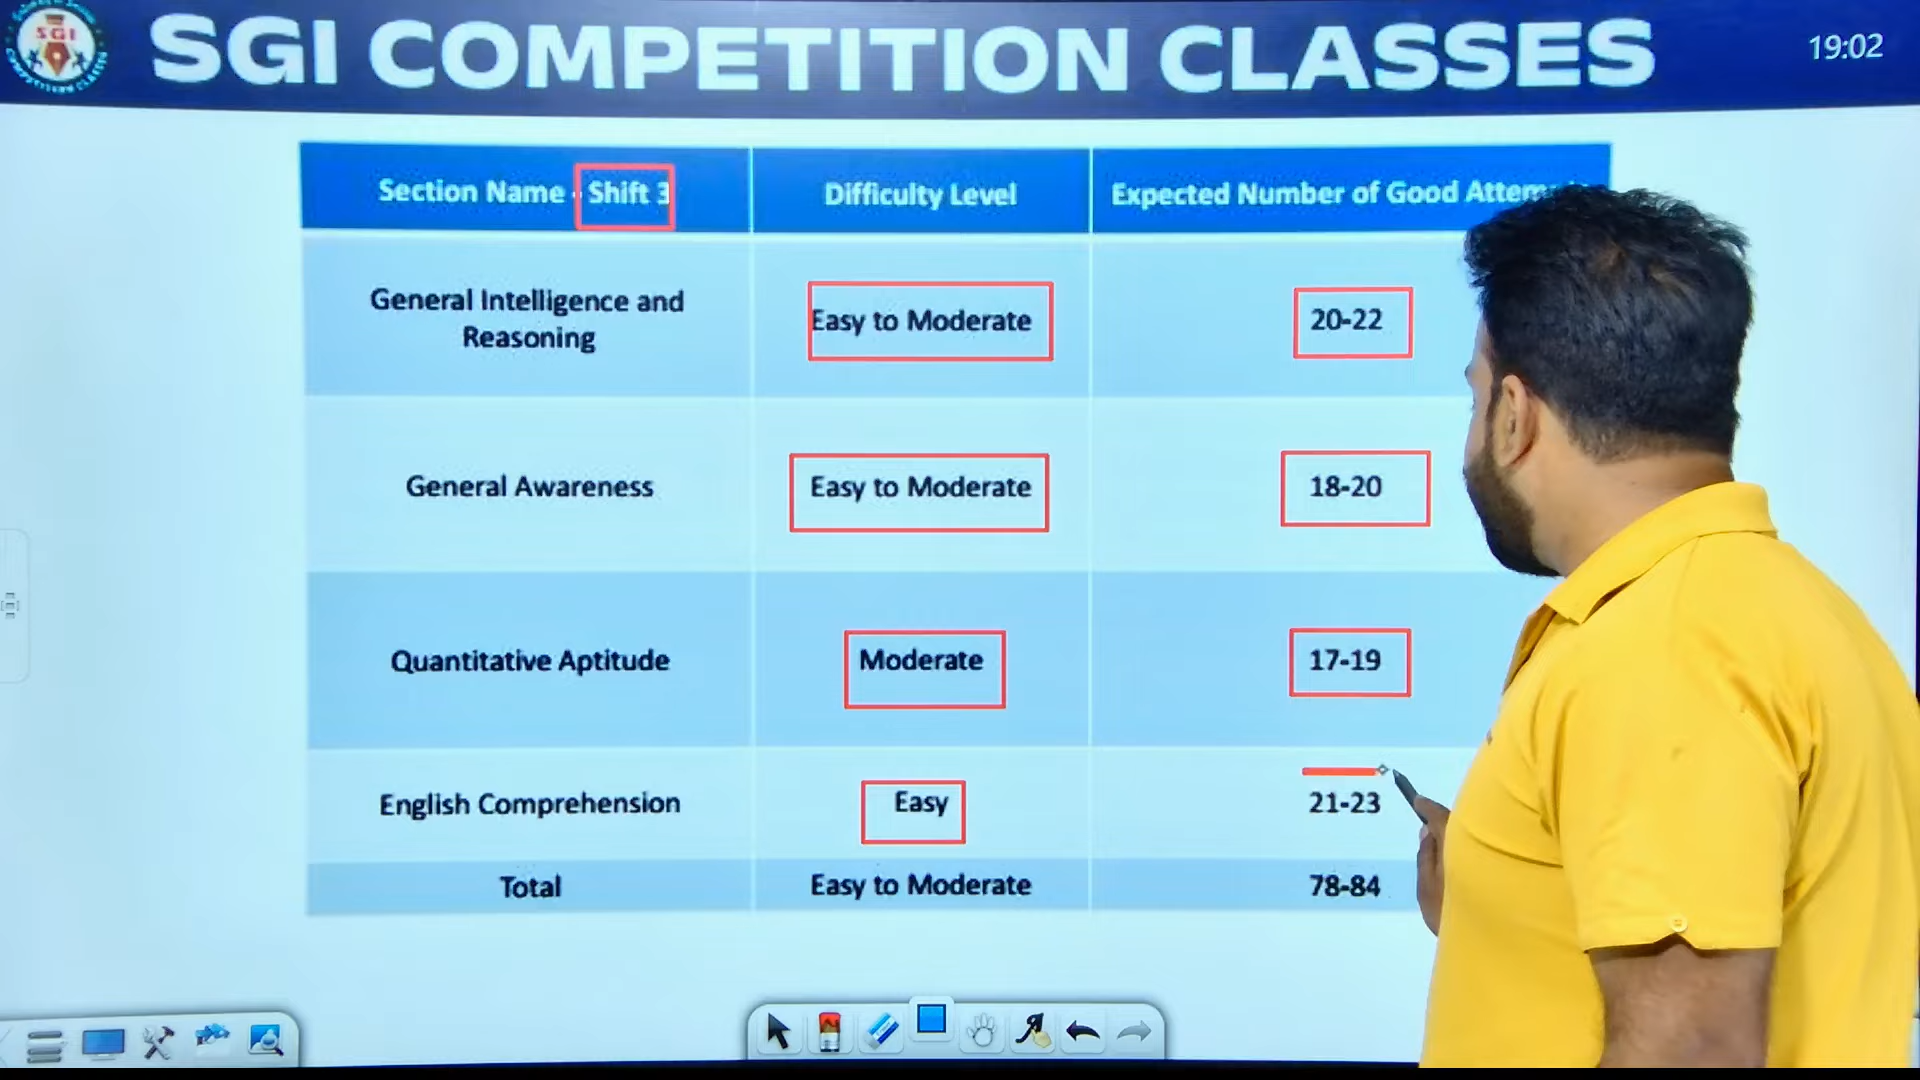 SGI
SGI COMPETITION CLASSES
19:02
Section Name - Shift 3
Difficulty Level
Expected Number of Good
General Intelligence and
Reasoning
Easy to Moderate
20-22
General Awareness
Easy to Moderate
18-20
Quantitative Aptitude
Moderate
17-19
English Comprehension
Easy
21-23
Total
Easy to Moderate
78-84